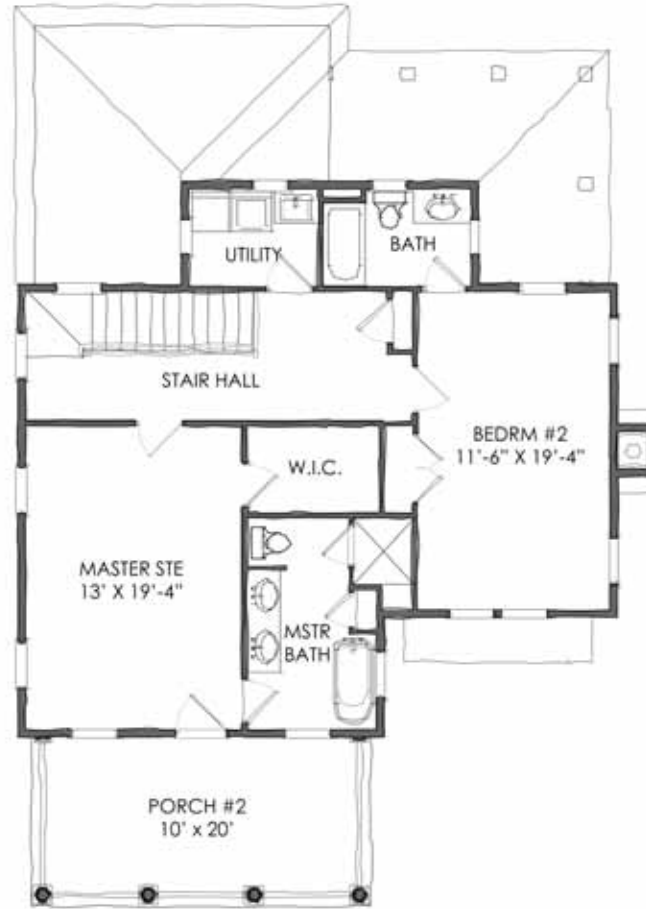 UTILITY
BATH
STAIR HALL
BEDRM #2
11'-6" X 19'-4"
W.I.C.
MASTER STE
13' X 19'-4"
MSTR
BATH
PORCH #2
10' x 20'